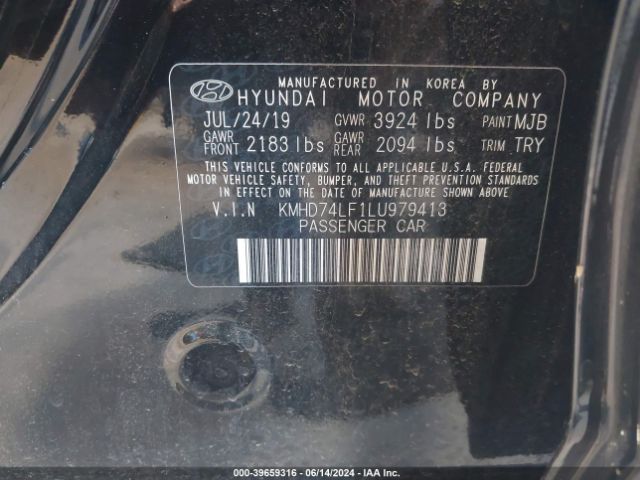 MANUFACTURED IN KOREA BY
HYUNDAI MOTOR COMPANY
JUL/24/19 GVWR 3924 lbs PAINT MJB
GAWR FRONT 2183 lbs GAWR REAR 2094 lbs TRIM TRY
THIS VEHICLE CONFORMS TO ALL APPLICABLE U.S.A. FEDERAL
MOTOR VEHICLE SAFETY, BUMPER, AND THEFT PREVENTION STANDARDS
IN EFFECT ON THE DATE OF MANUFACTURE SHOWN ABOVE
V.I.N KMHD74LF1LU979413
PASSENGER CAR
000-39659316 - 06/14/2024 - IAA Inc.